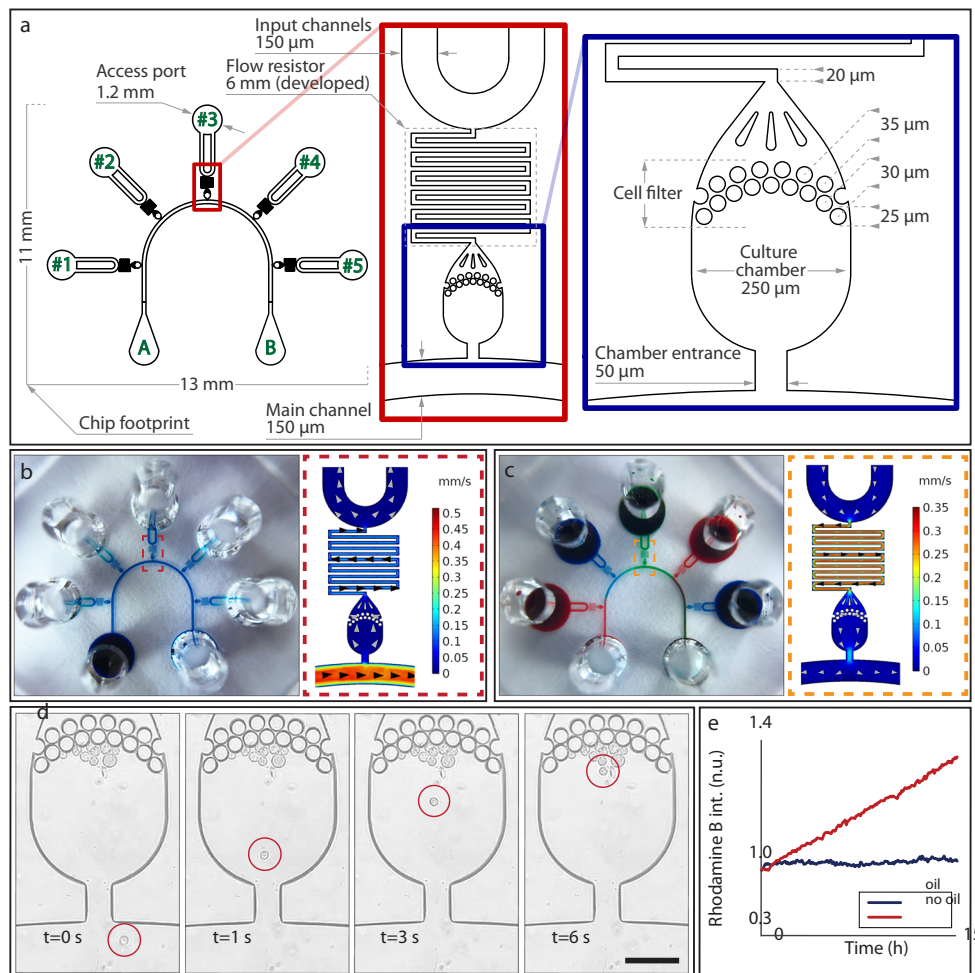 a
Input channels
150 µm
Flow resistor
6 mm (developed)
Access port
1.2 mm
#3
#2
#4
#1
#5
A
B
11 mm
13 mm
Chip footprint
Main channel
150 µm
20 µm
35 µm
30 µm
25 µm
Cell filter
Culture
chamber
250 µm
Chamber entrance
50 µm
b
mm/s
0.5
0.45
0.4
0.35
0.3
0.25
0.2
0.15
0.1
0.05
0
c
mm/s
0.35
0.3
0.25
0.2
0.15
0.1
0.05
0
d
t=0 s
t=1 s
t=3 s
t=6 s
e
1.4
1.0
0.3
Rhodamine B int. (n.u.)
oil
no oil
0
15
Time (h)